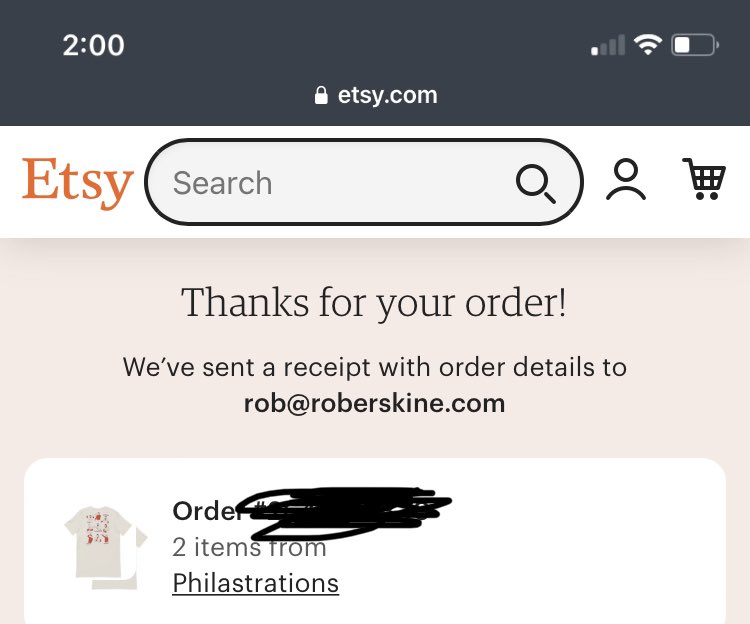 2:00
etsy.com
Etsy
Search
Thanks for your order!
We’ve sent a receipt with order details to
rob@roberskine.com
Order
2 items from
Philastrations